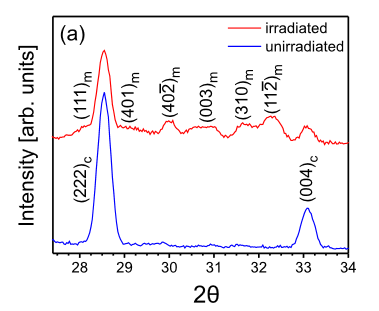 (a)
irradiated
unirradiated
(111)m
(401)m
(402̅)m
(003)m
(310)m
(112̅)m
(222)c
(004)c
Intensity [arb. units]
28 29 30 31 32 33 34
2θ